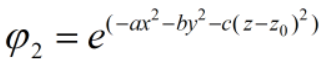 φ₂ = e^(-ax²-by²-c(z-z₀)²)